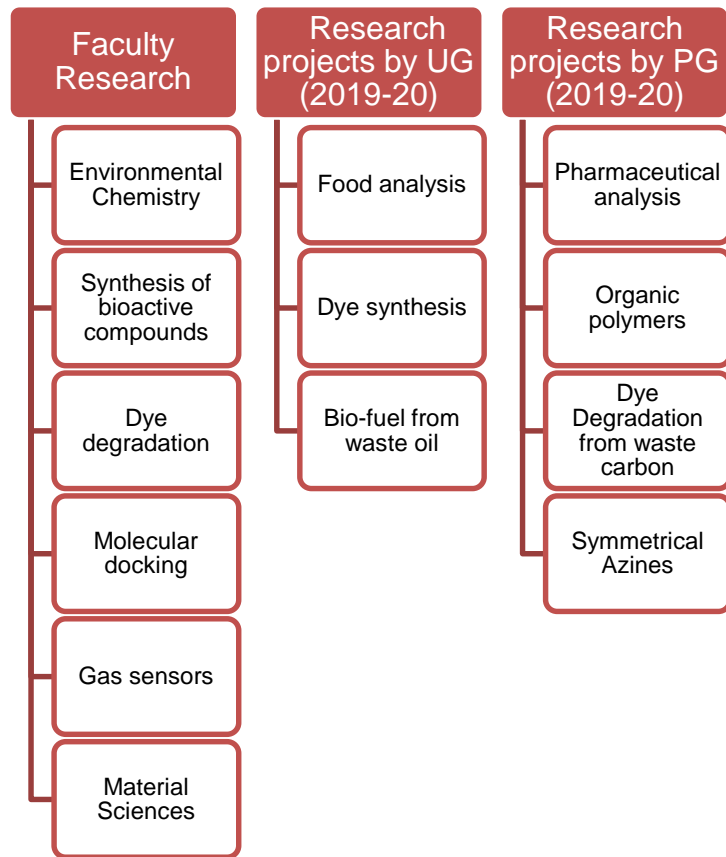 Faculty
Research
Environmental
Chemistry
Synthesis of
bioactive
compounds
Dye
degradation
Molecular
docking
Gas sensors
Material
Sciences
Research
projects by UG
(2019-20)
Food analysis
Dye synthesis
Bio-fuel from
waste oil
Research
projects by PG
(2019-20)
Pharmaceutical
analysis
Organic
polymers
Dye
Degradation
from waste
carbon
Symmetrical
Azines